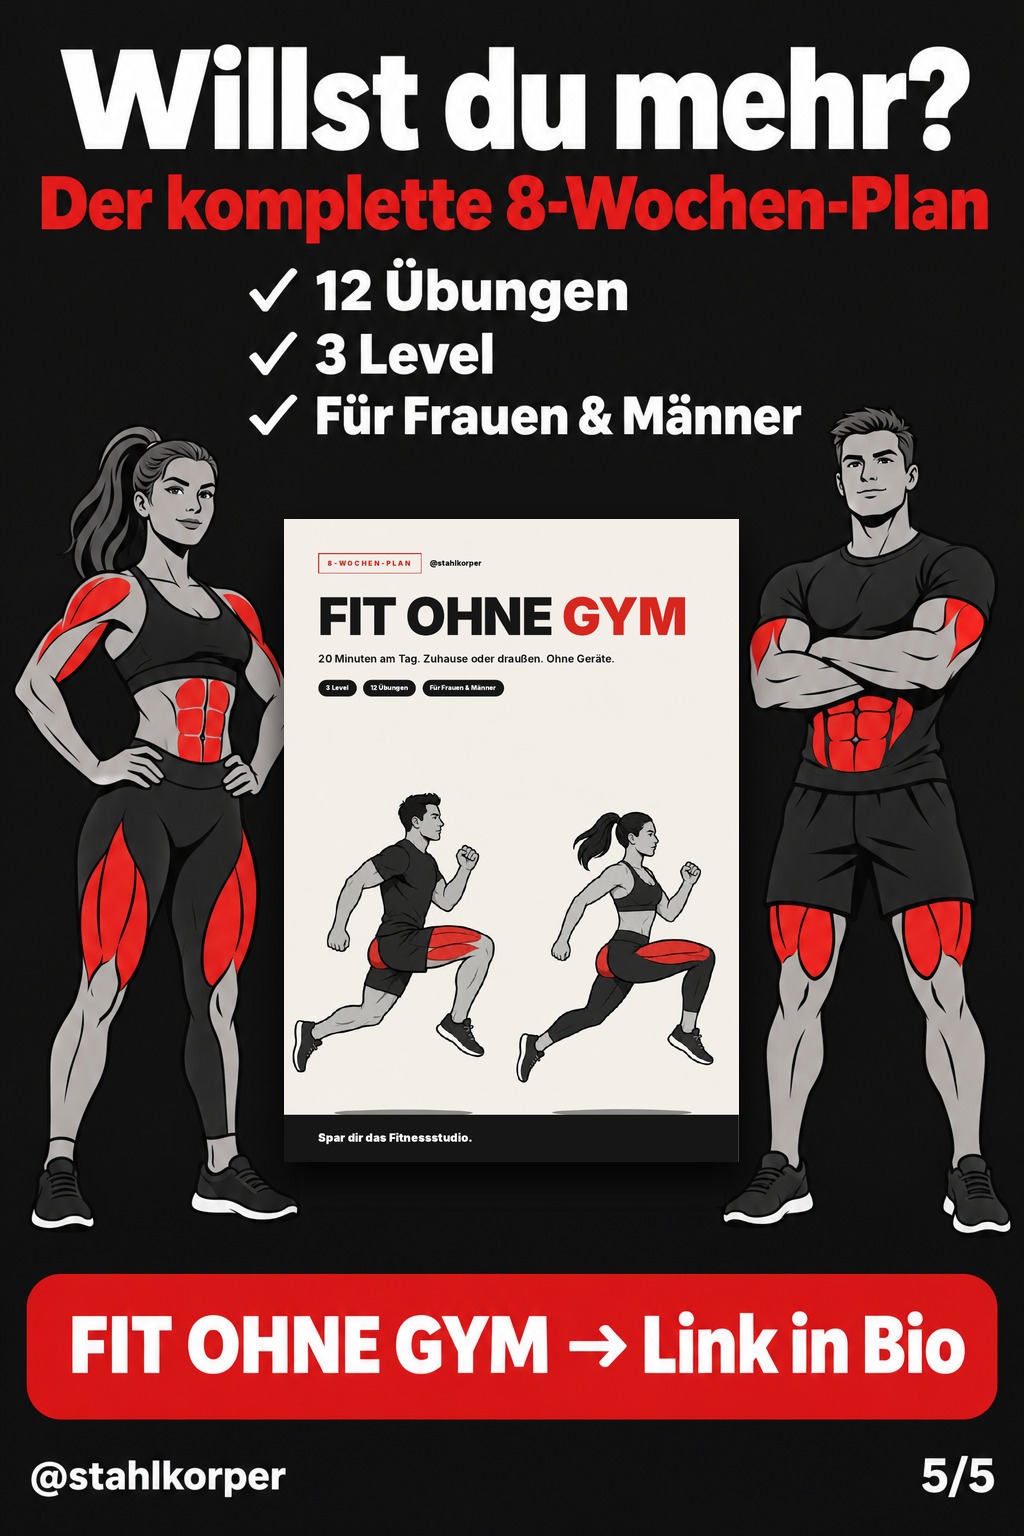 Willst du mehr?
Der komplette 8-Wochen-Plan
✓ 12 Übungen
✓ 3 Level
✓ Für Frauen & Männer
8-WOCHEN-PLAN @stahlkorper
FIT OHNE GYM
20 Minuten am Tag. Zuhause oder draußen. Ohne Geräte.
3 Level 12 Übungen Für Frauen & Männer
Spar dir das Fitnessstudio.
FIT OHNE GYM → Link in Bio
@stahlkorper 5/5